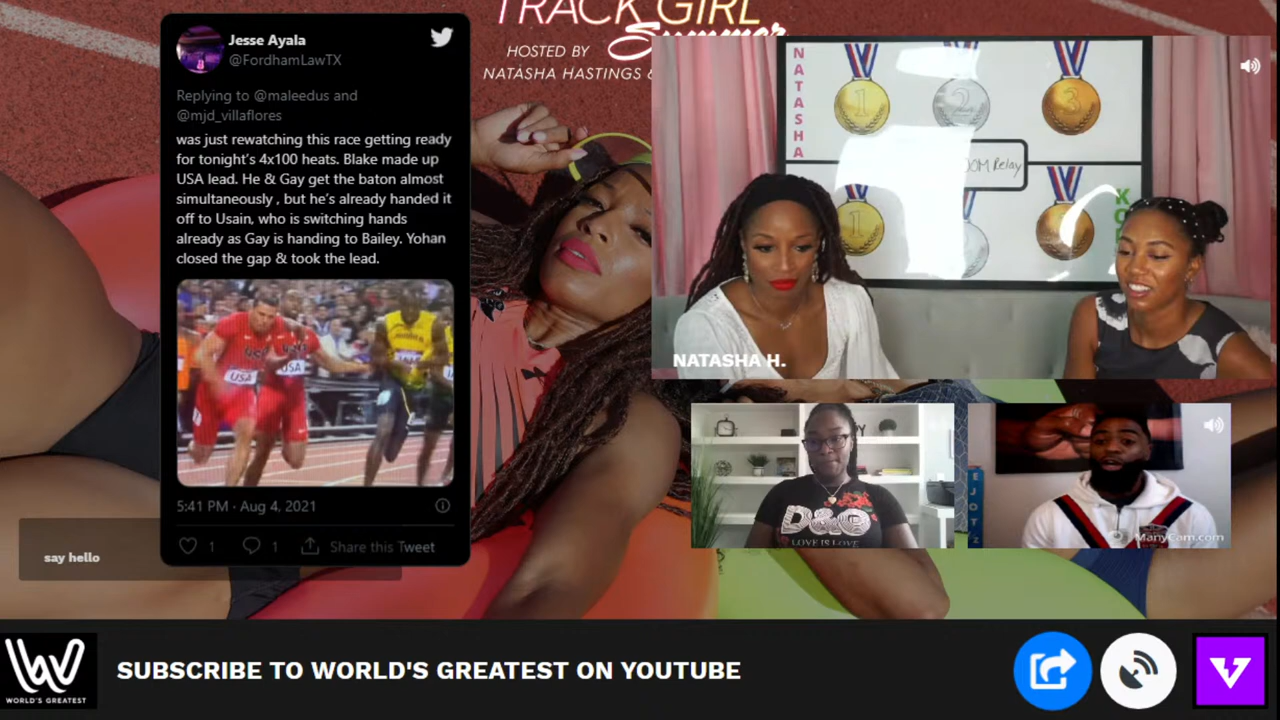 TRACK GIRL
Summer
HOSTED BY
NATASHA HASTINGS &
Jesse Ayala
@FordhamLawTX
Replying to @maleedus and
@mjd_villaflores
was just rewatching this race getting ready
for tonight's 4x100 heats. Blake made up
USA lead. He & Gay get the baton almost
simultaneously , but he's already handed it
off to Usain, who is switching hands
already as Gay is handing to Bailey. Yohan
closed the gap & took the lead.
USA
USA
5:41 PM · Aug 4, 2021
1
1
Share this Tweet
say hello
NATASHA
1
2
3
Relay
1
NATASHA H.
D&G
LOVE IS LOVE
EJOTZ
ManyCam.com
WORLD'S GREATEST
SUBSCRIBE TO WORLD'S GREATEST ON YOUTUBE